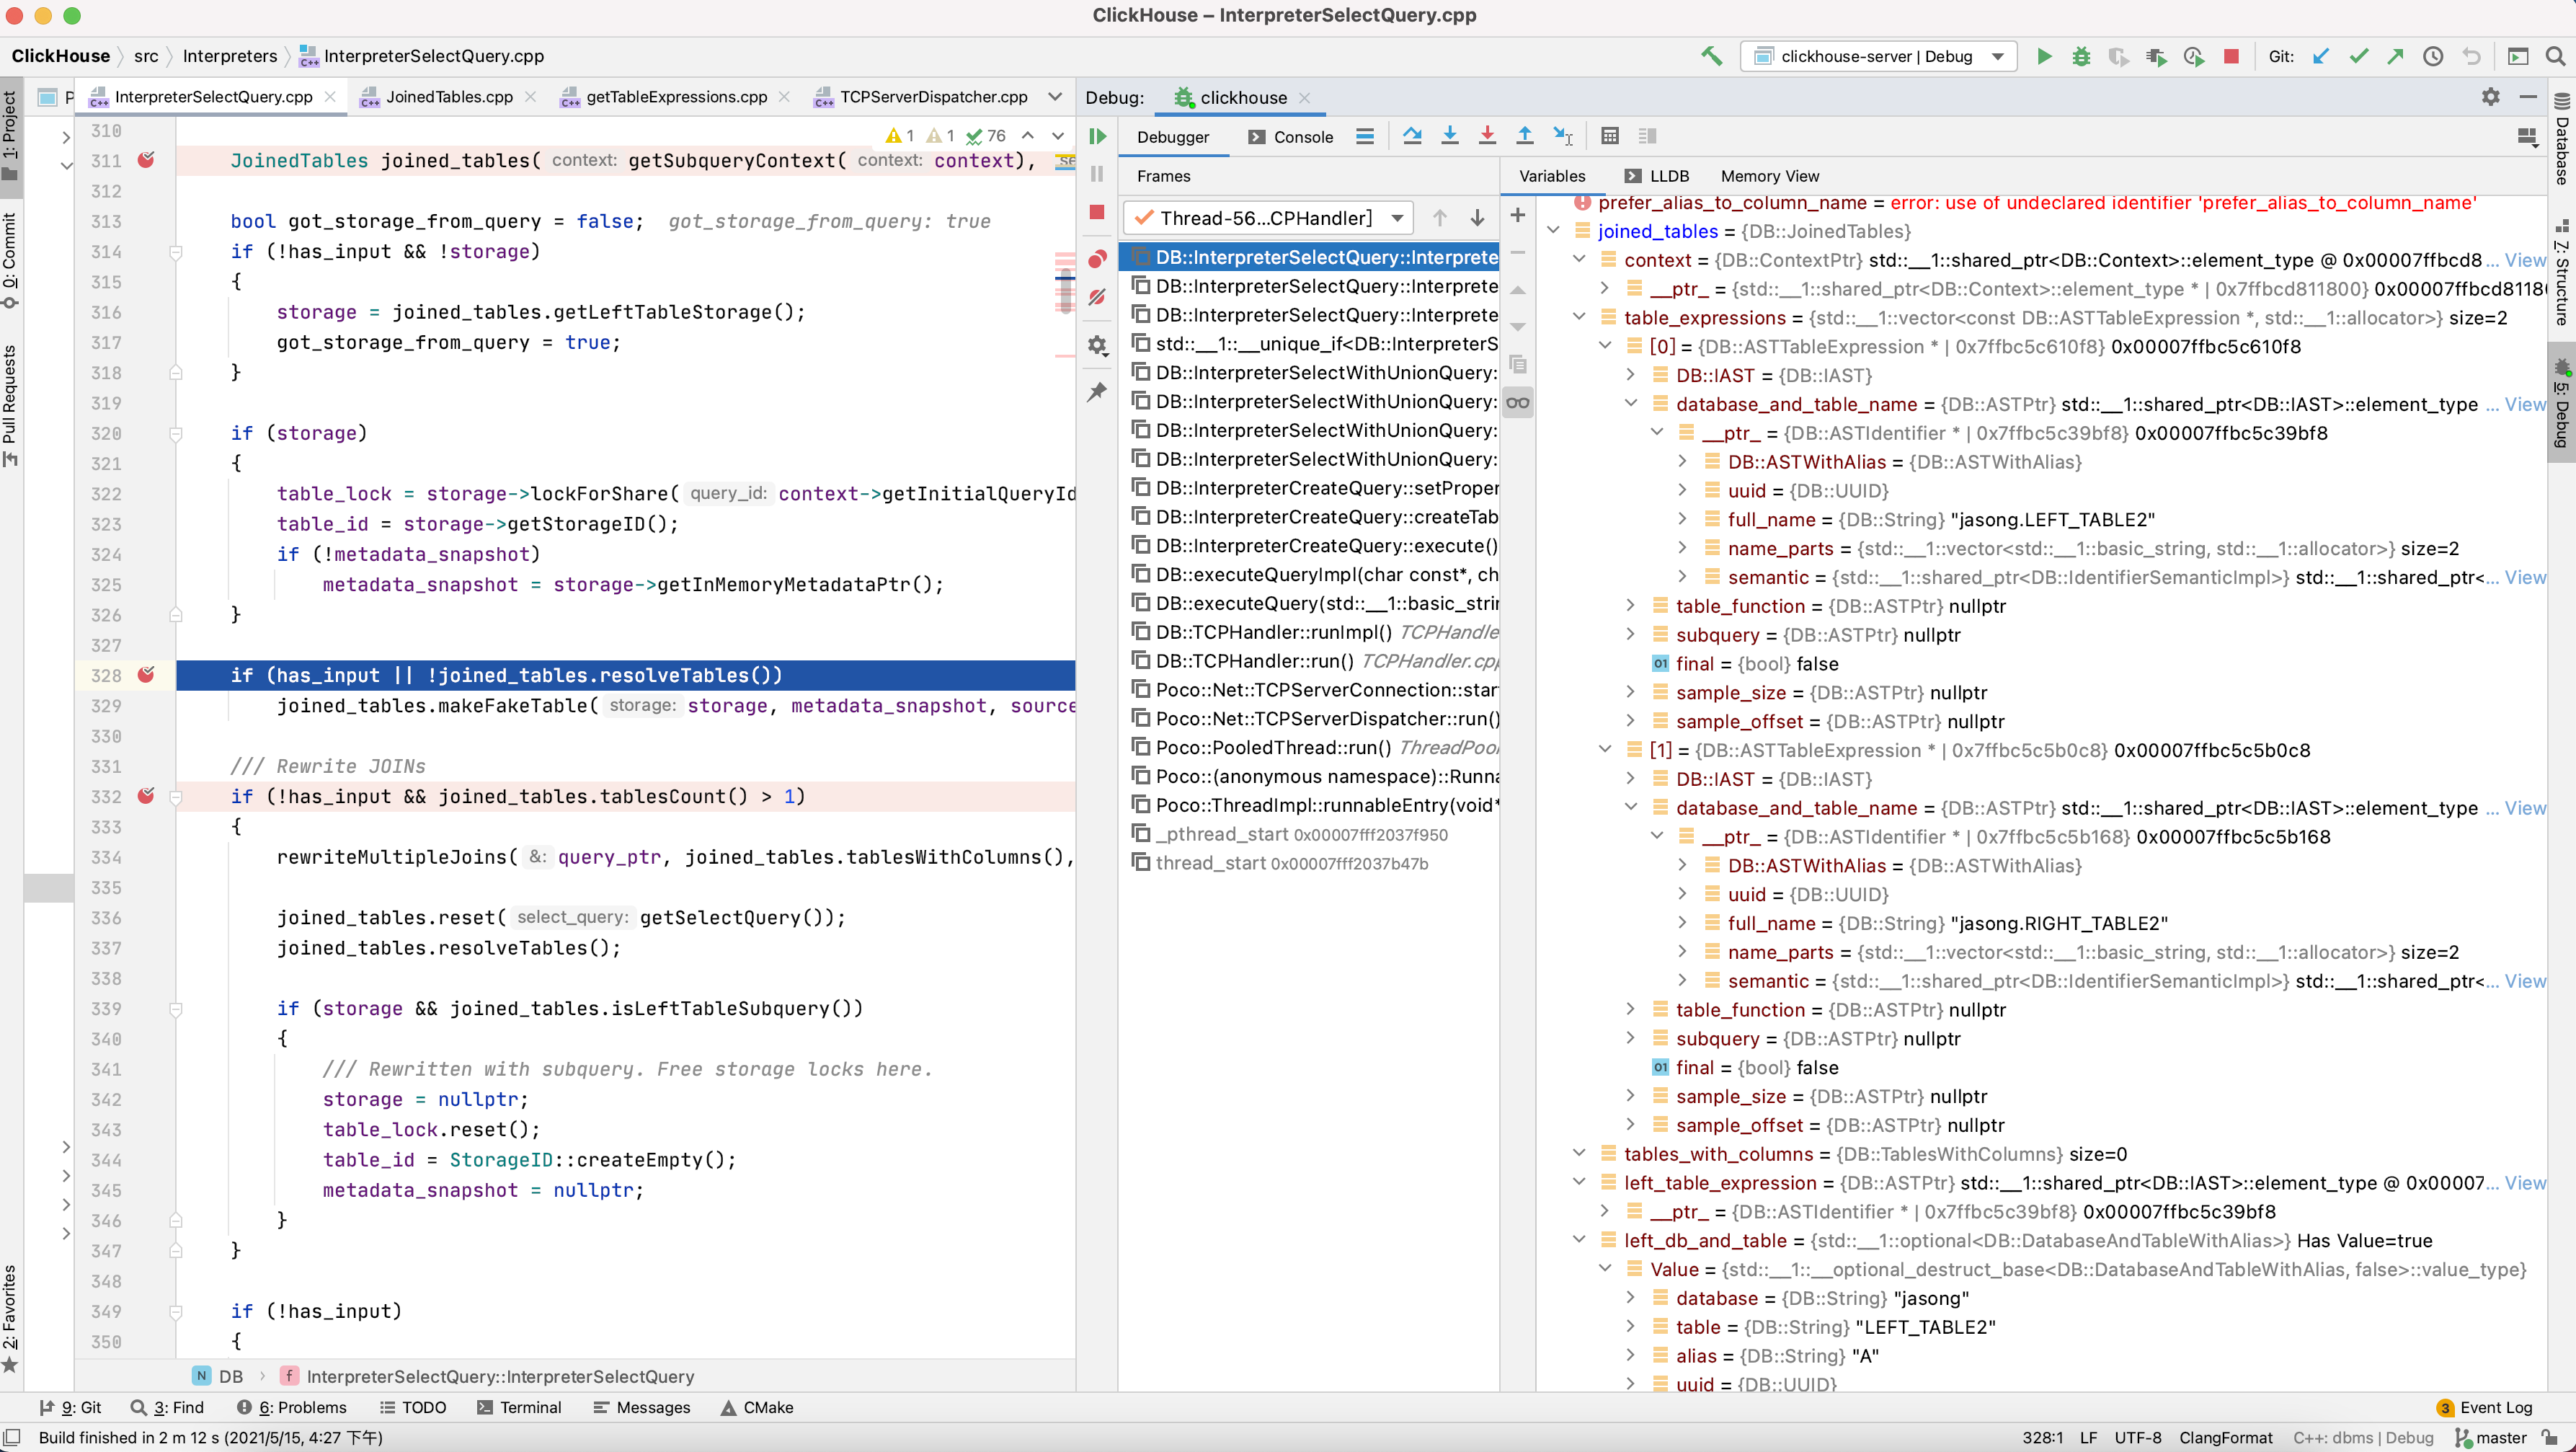 ClickHouse – InterpreterSelectQuery.cpp
ClickHouse src Interpreters InterpreterSelectQuery.cpp
clickhouse-server | Debug Git:
InterpreterSelectQuery.cpp JoinedTables.cpp getTableExpressions.cpp TCPServerDispatcher.cpp
Debug: clickhouse
1: Project
0: Commit
Pull Requests
2: Favorites
1 1 76
310
311 JoinedTables joined_tables( context: getSubqueryContext( context: context),
312
313 bool got_storage_from_query = false; got_storage_from_query: true
314 if (!has_input && !storage)
315 {
316 storage = joined_tables.getLeftTableStorage();
317 got_storage_from_query = true;
318 }
319
320 if (storage)
321 {
322 table_lock = storage->lockForShare( query_id: context->getInitialQueryId
323 table_id = storage->getStorageID();
324 if (!metadata_snapshot)
325 metadata_snapshot = storage->getInMemoryMetadataPtr();
326 }
327
328 if (has_input || !joined_tables.resolveTables())
329 joined_tables.makeFakeTable( storage: storage, metadata_snapshot, source
330
331 /// Rewrite JOINs
332 if (!has_input && joined_tables.tablesCount() > 1)
333 {
334 rewriteMultipleJoins( &: query_ptr, joined_tables.tablesWithColumns(),
335
336 joined_tables.reset( select_query: getSelectQuery());
337 joined_tables.resolveTables();
338
339 if (storage && joined_tables.isLeftTableSubquery())
340 {
341 /// Rewritten with subquery. Free storage locks here.
342 storage = nullptr;
343 table_lock.reset();
344 table_id = StorageID::createEmpty();
345 metadata_snapshot = nullptr;
346 }
347 }
348
349 if (!has_input)
350 {
N DB f InterpreterSelectQuery::InterpreterSelectQuery
Debugger Console
Frames
Thread-56...CPHandler]
DB::InterpreterSelectQuery::Interprete
DB::InterpreterSelectQuery::Interprete
DB::InterpreterSelectQuery::Interprete
std::__1::__unique_if<DB::InterpreterS
DB::InterpreterSelectWithUnionQuery:
DB::InterpreterSelectWithUnionQuery:
DB::InterpreterSelectWithUnionQuery:
DB::InterpreterSelectWithUnionQuery:
DB::InterpreterCreateQuery::setProper
DB::InterpreterCreateQuery::createTab
DB::InterpreterCreateQuery::execute()
DB::executeQueryImpl(char const*, ch
DB::executeQuery(std::__1::basic_strin
DB::TCPHandler::runImpl() TCPHandle
DB::TCPHandler::run() TCPHandler.cpp
Poco::Net::TCPServerConnection::star
Poco::Net::TCPServerDispatcher::run()
Poco::PooledThread::run() ThreadPool
Poco::(anonymous namespace)::Runna
Poco::ThreadImpl::runnableEntry(void*
_pthread_start 0x00007fff2037f950
thread_start 0x00007fff2037b47b
Variables LLDB Memory View
prefer_alias_to_column_name = error: use of undeclared identifier 'prefer_alias_to_column_name'
joined_tables = {DB::JoinedTables}
context = {DB::ContextPtr} std::__1::shared_ptr<DB::Context>::element_type @ 0x00007ffbcd8... View
__ptr_ = {std::__1::shared_ptr<DB::Context>::element_type * | 0x7ffbcd811800} 0x00007ffbcd81180
table_expressions = {std::__1::vector<const DB::ASTTableExpression *, std::__1::allocator>} size=2
[0] = {DB::ASTTableExpression * | 0x7ffbc5c610f8} 0x00007ffbc5c610f8
DB::IAST = {DB::IAST}
database_and_table_name = {DB::ASTPtr} std::__1::shared_ptr<DB::IAST>::element_type ... View
__ptr_ = {DB::ASTIdentifier * | 0x7ffbc5c39bf8} 0x00007ffbc5c39bf8
DB::ASTWithAlias = {DB::ASTWithAlias}
uuid = {DB::UUID}
full_name = {DB::String} "jasong.LEFT_TABLE2"
name_parts = {std::__1::vector<std::__1::basic_string, std::__1::allocator>} size=2
semantic = {std::__1::shared_ptr<DB::IdentifierSemanticImpl>} std::__1::shared_ptr<... View
table_function = {DB::ASTPtr} nullptr
subquery = {DB::ASTPtr} nullptr
01 final = {bool} false
sample_size = {DB::ASTPtr} nullptr
sample_offset = {DB::ASTPtr} nullptr
[1] = {DB::ASTTableExpression * | 0x7ffbc5c5b0c8} 0x00007ffbc5c5b0c8
DB::IAST = {DB::IAST}
database_and_table_name = {DB::ASTPtr} std::__1::shared_ptr<DB::IAST>::element_type ... View
__ptr_ = {DB::ASTIdentifier * | 0x7ffbc5c5b168} 0x00007ffbc5c5b168
DB::ASTWithAlias = {DB::ASTWithAlias}
uuid = {DB::UUID}
full_name = {DB::String} "jasong.RIGHT_TABLE2"
name_parts = {std::__1::vector<std::__1::basic_string, std::__1::allocator>} size=2
semantic = {std::__1::shared_ptr<DB::IdentifierSemanticImpl>} std::__1::shared_ptr<... View
table_function = {DB::ASTPtr} nullptr
subquery = {DB::ASTPtr} nullptr
01 final = {bool} false
sample_size = {DB::ASTPtr} nullptr
sample_offset = {DB::ASTPtr} nullptr
tables_with_columns = {DB::TablesWithColumns} size=0
left_table_expression = {DB::ASTPtr} std::__1::shared_ptr<DB::IAST>::element_type @ 0x00007... View
__ptr_ = {DB::ASTIdentifier * | 0x7ffbc5c39bf8} 0x00007ffbc5c39bf8
left_db_and_table = {std::__1::optional<DB::DatabaseAndTableWithAlias>} Has Value=true
Value = {std::__1::__optional_destruct_base<DB::DatabaseAndTableWithAlias, false>::value_type}
database = {DB::String} "jasong"
table = {DB::String} "LEFT_TABLE2"
alias = {DB::String} "A"
uuid = {DB::UUID}
Database
7: Structure
5: Debug
9: Git 3: Find 6: Problems TODO Terminal Messages CMake 3 Event Log
Build finished in 2 m 12 s (2021/5/15, 4:27 下午) 328:1 LF UTF-8 ClangFormat C++: dbms | Debug master